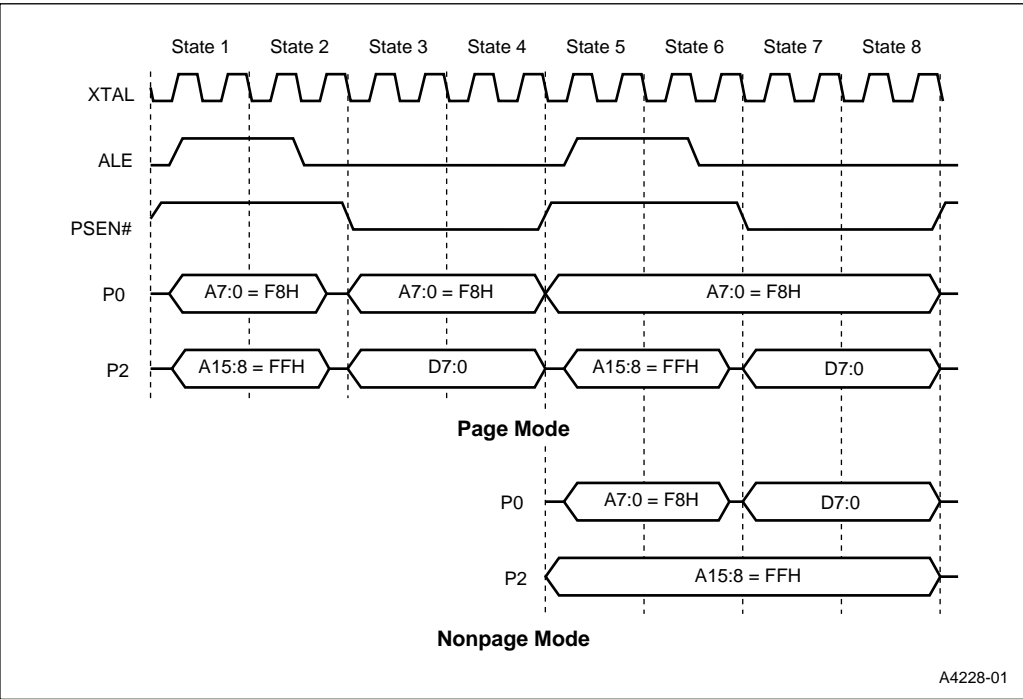 State 1 State 2 State 3 State 4 State 5 State 6 State 7 State 8
XTAL
ALE
PSEN#
P0 A7:0 = F8H A7:0 = F8H A7:0 = F8H
P2 A15:8 = FFH D7:0 A15:8 = FFH D7:0
Page Mode
P0 A7:0 = F8H D7:0
P2 A15:8 = FFH
Nonpage Mode
A4228-01